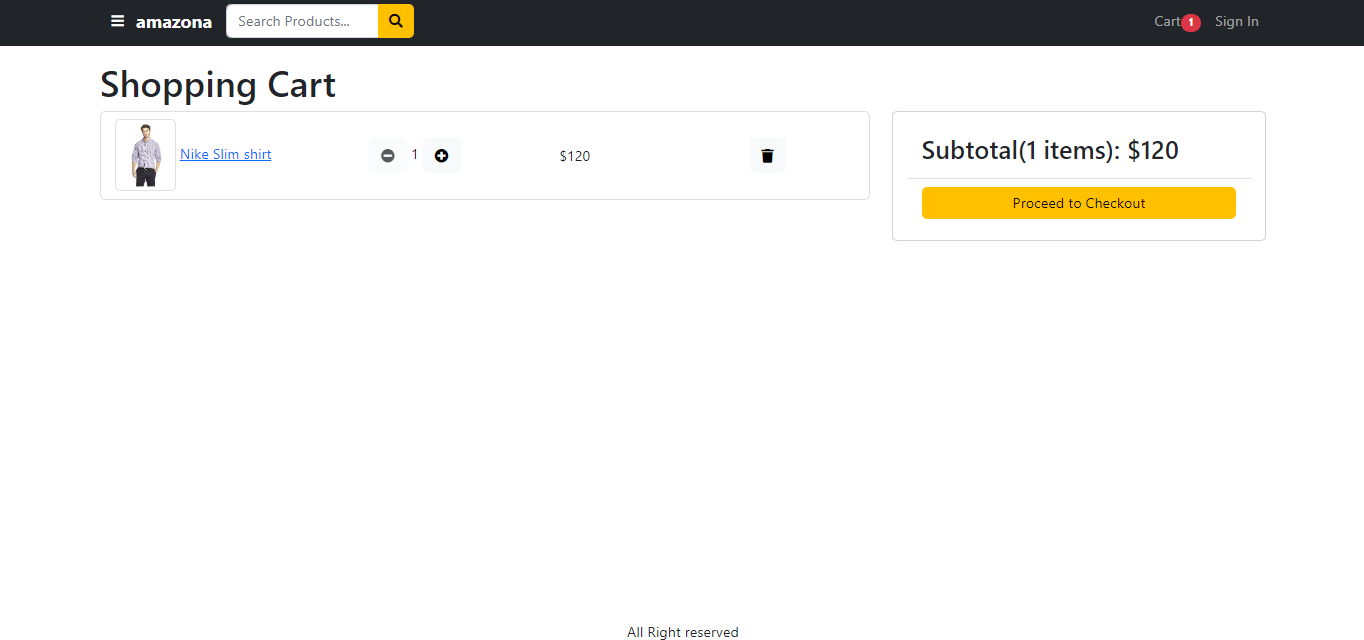 amazona Search Products... Cart 1 Sign In
Shopping Cart
Nike Slim shirt 1 $120
Subtotal(1 items): $120
Proceed to Checkout
All Right reserved